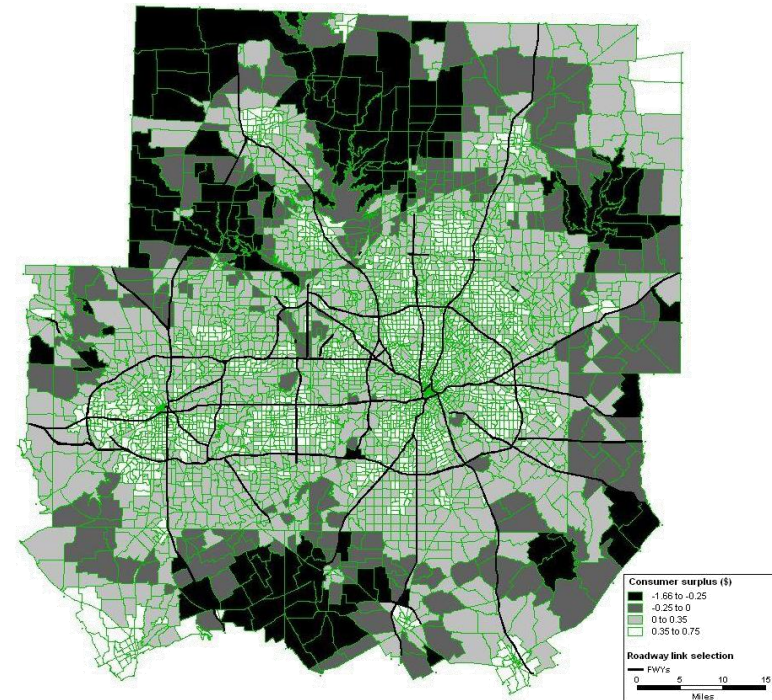 Consumer surplus ($)
-1.66 to -0.25
-0.25 to 0
0 to 0.35
0.35 to 0.75
Roadway link selection
FWYs
0 5 10 15
Miles